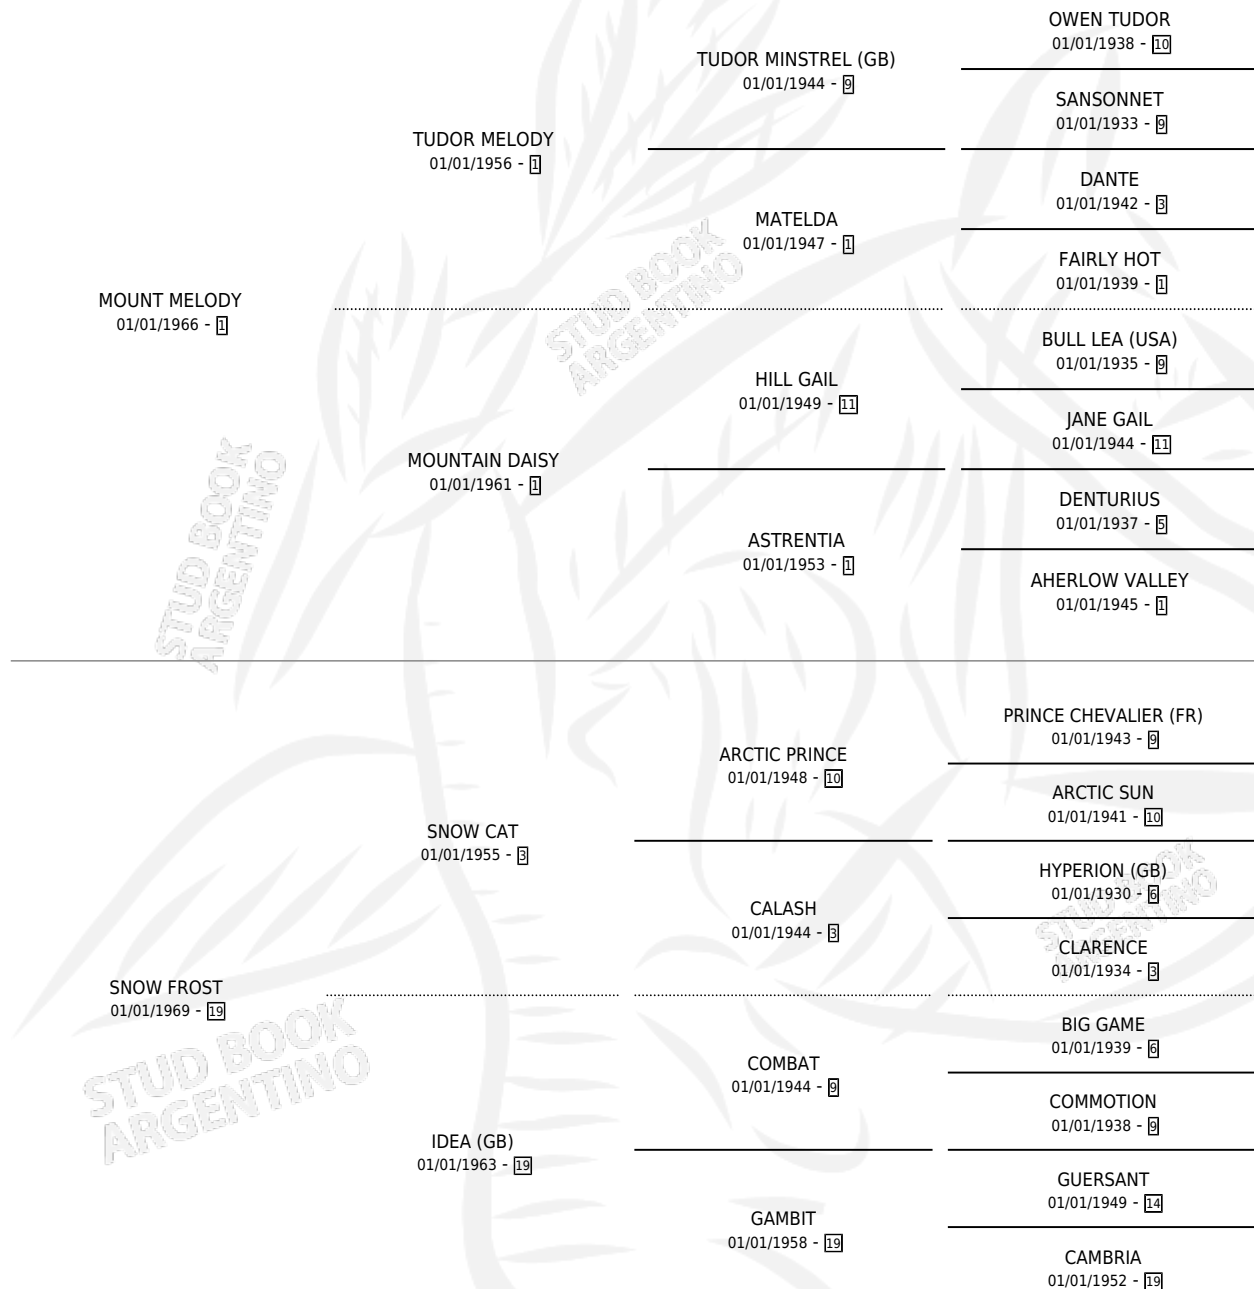 OWEN TUDOR
01/01/1938 - 10
TUDOR MINSTREL (GB)
01/01/1944 - 9
SANSONNET
01/01/1933 - 9
TUDOR MELODY
01/01/1956 - 1
DANTE
01/01/1942 - 3
MATELDA
01/01/1947 - 1
FAIRLY HOT
01/01/1939 - 1
MOUNT MELODY
01/01/1966 - 1
BULL LEA (USA)
01/01/1935 - 9
HILL GAIL
01/01/1949 - 11
JANE GAIL
01/01/1944 - 11
MOUNTAIN DAISY
01/01/1961 - 1
DENTURIUS
01/01/1937 - 5
ASTRENTIA
01/01/1953 - 1
AHERLOW VALLEY
01/01/1945 - 1
PRINCE CHEVALIER (FR)
01/01/1943 - 9
ARCTIC PRINCE
01/01/1948 - 10
ARCTIC SUN
01/01/1941 - 10
SNOW CAT
01/01/1955 - 3
HYPERION (GB)
01/01/1930 - 6
CALASH
01/01/1944 - 3
CLARENCE
01/01/1934 - 3
SNOW FROST
01/01/1969 - 19
BIG GAME
01/01/1939 - 6
COMBAT
01/01/1944 - 9
COMMOTION
01/01/1938 - 9
IDEA (GB)
01/01/1963 - 19
GUERSANT
01/01/1949 - 14
GAMBIT
01/01/1958 - 19
CAMBRIA
01/01/1952 - 19
STUD BOOK
ARGENTINO
STUD BOOK
ARGENTINO
STUD BOOK
ARGENTINO
STUD BOOK
ARGENTINO